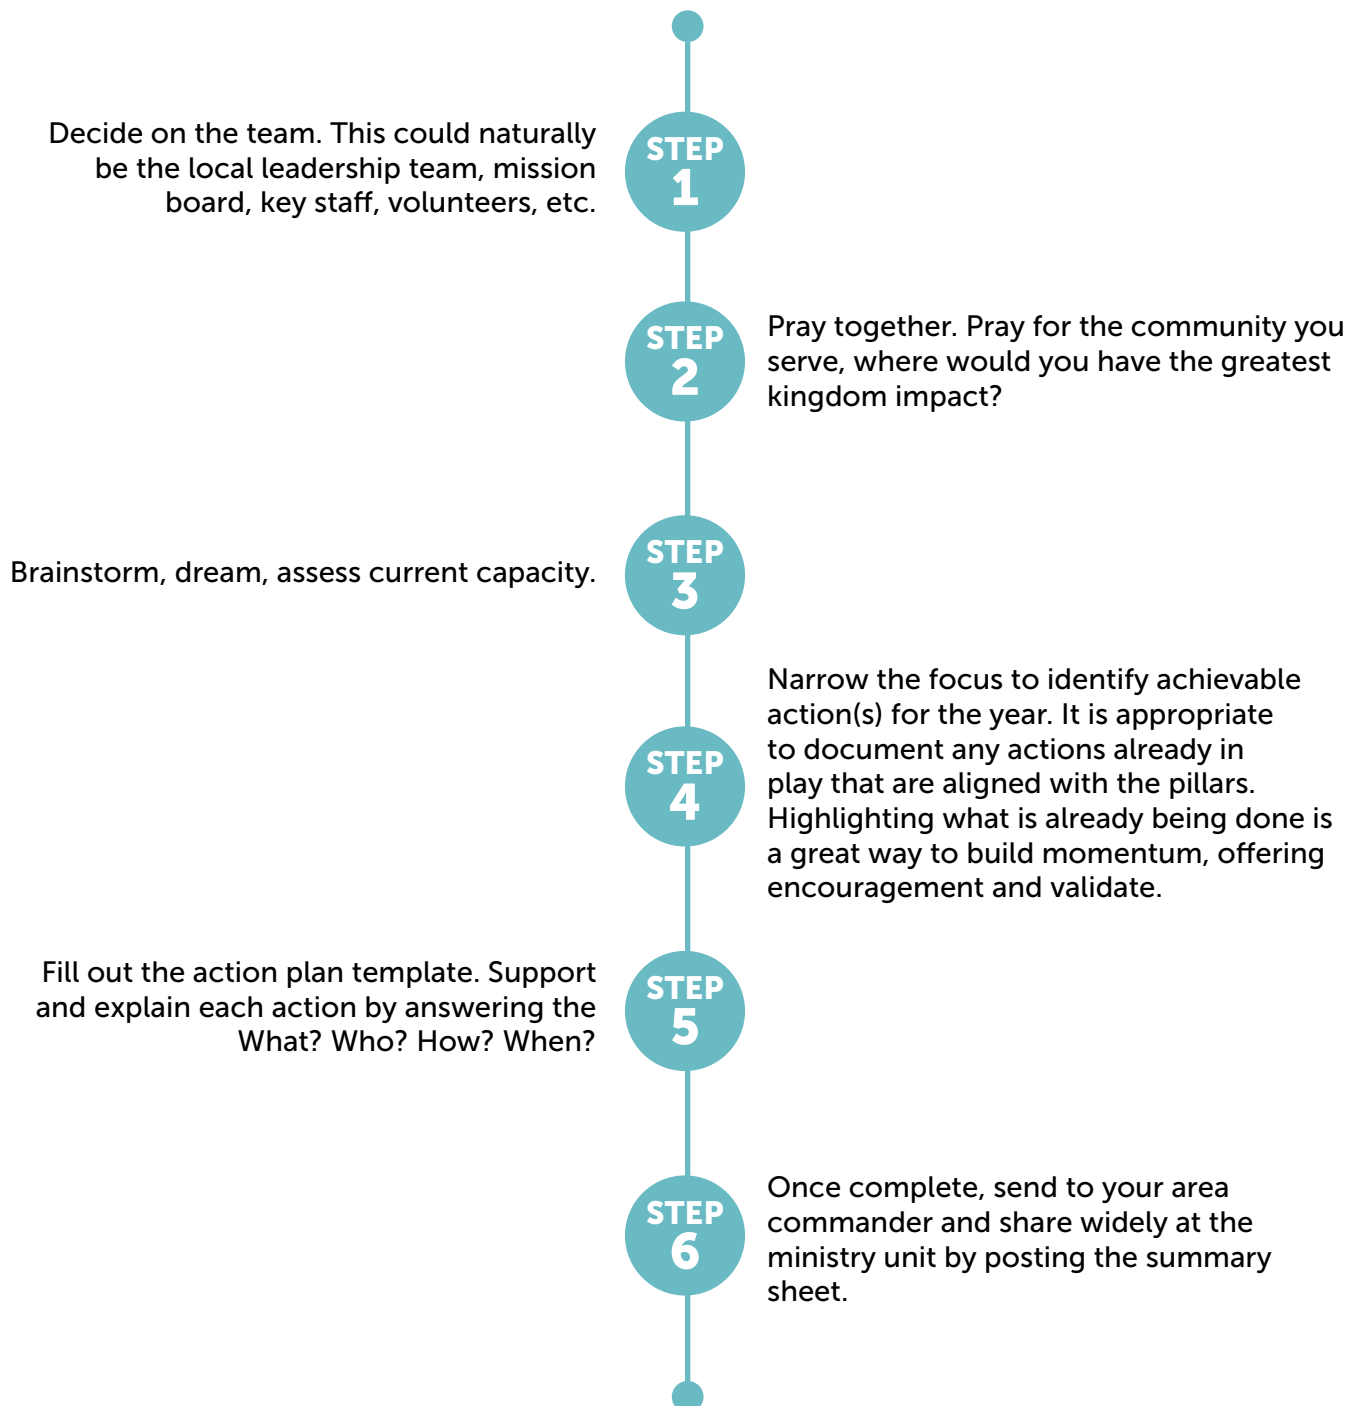 STEP
1
Decide on the team. This could naturally
be the local leadership team, mission
board, key staff, volunteers, etc.
STEP
2
Pray together. Pray for the community you
serve, where would you have the greatest
kingdom impact?
STEP
3
Brainstorm, dream, assess current capacity.
STEP
4
Narrow the focus to identify achievable
action(s) for the year. It is appropriate
to document any actions already in
play that are aligned with the pillars.
Highlighting what is already being done is
a great way to build momentum, offering
encouragement and validate.
STEP
5
Fill out the action plan template. Support
and explain each action by answering the
What? Who? How? When?
STEP
6
Once complete, send to your area
commander and share widely at the
ministry unit by posting the summary
sheet.